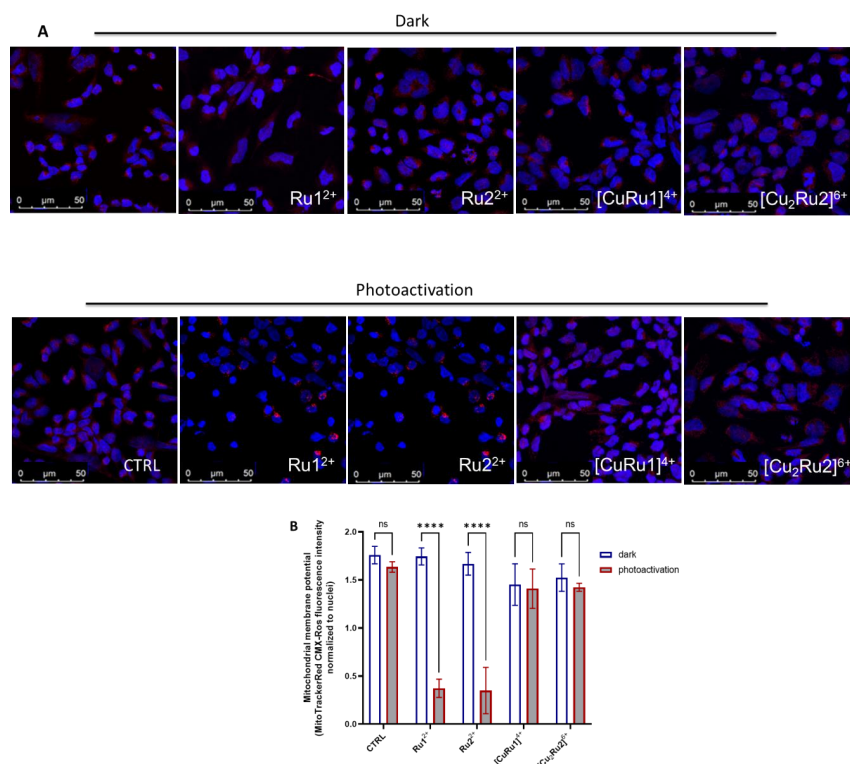 A
Dark
0 μm 50
0 μm 50
Ru1²⁺
0 μm 50
Ru2²⁺
0 μm 50
[CuRu1]⁴⁺
0 μm 50
[Cu₂Ru2]⁶⁺
Photoactivation
0 μm 50
CTRL
0 μm 50
Ru1²⁺
0 μm 50
Ru2²⁺
0 μm 50
[CuRu1]⁴⁺
0 μm 50
[Cu₂Ru2]⁶⁺
B
Mitochondrial membrane potential
(MitoTrackerRed CMX-Ros fluorescence intensity
normalized to nuclei)
2.0
1.5
1.0
0.5
0.0
ns
****
****
ns
ns
dark
photoactivation
CTRL
Ru1²⁺
Ru2²⁺
[CuRu1]⁴⁺
[Cu₂Ru2]⁶⁺